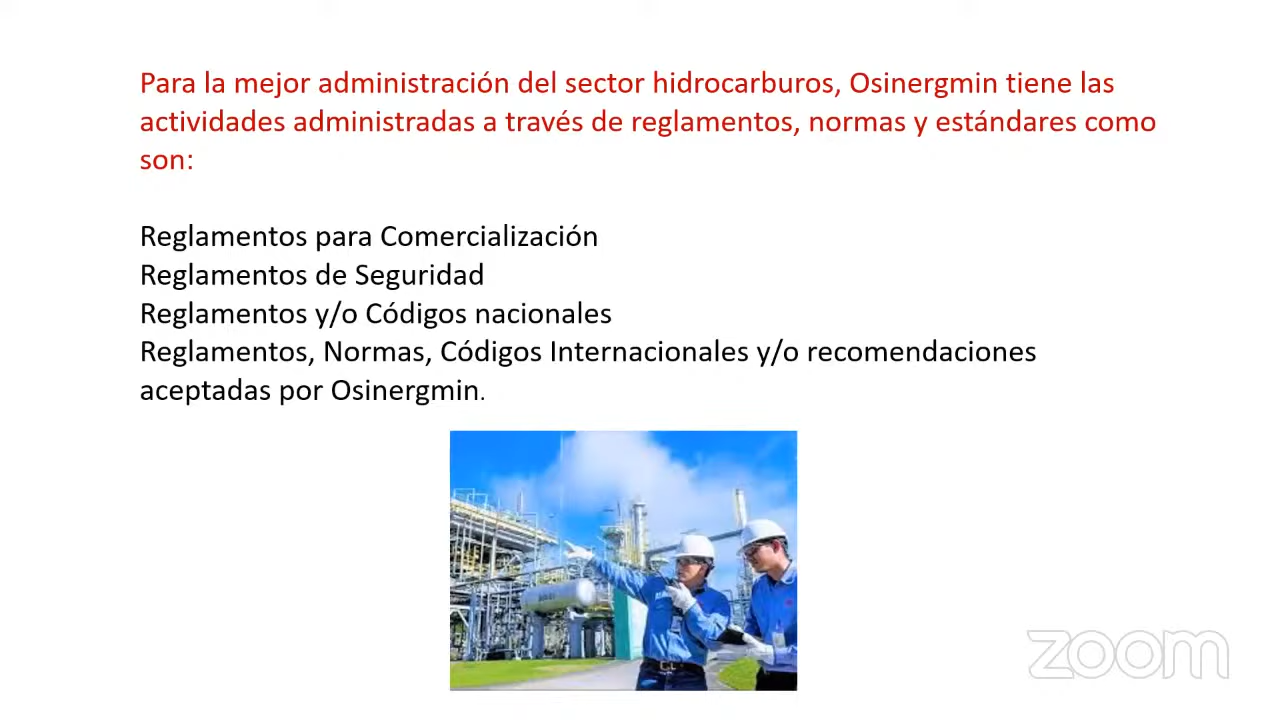 Para la mejor administración del sector hidrocarburos, Osinergmin tiene las
actividades administradas a través de reglamentos, normas y estándares como
son:
Reglamentos para Comercialización
Reglamentos de Seguridad
Reglamentos y/o Códigos nacionales
Reglamentos, Normas, Códigos Internacionales y/o recomendaciones
aceptadas por Osinergmin.
zoom